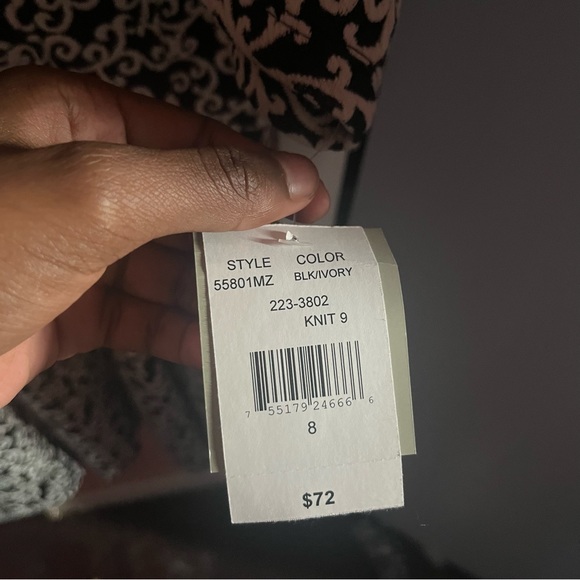 STYLE COLOR
55801MZ BLK/IVORY
223-3802
KNIT 9
7 55179 24666 6
8
$72